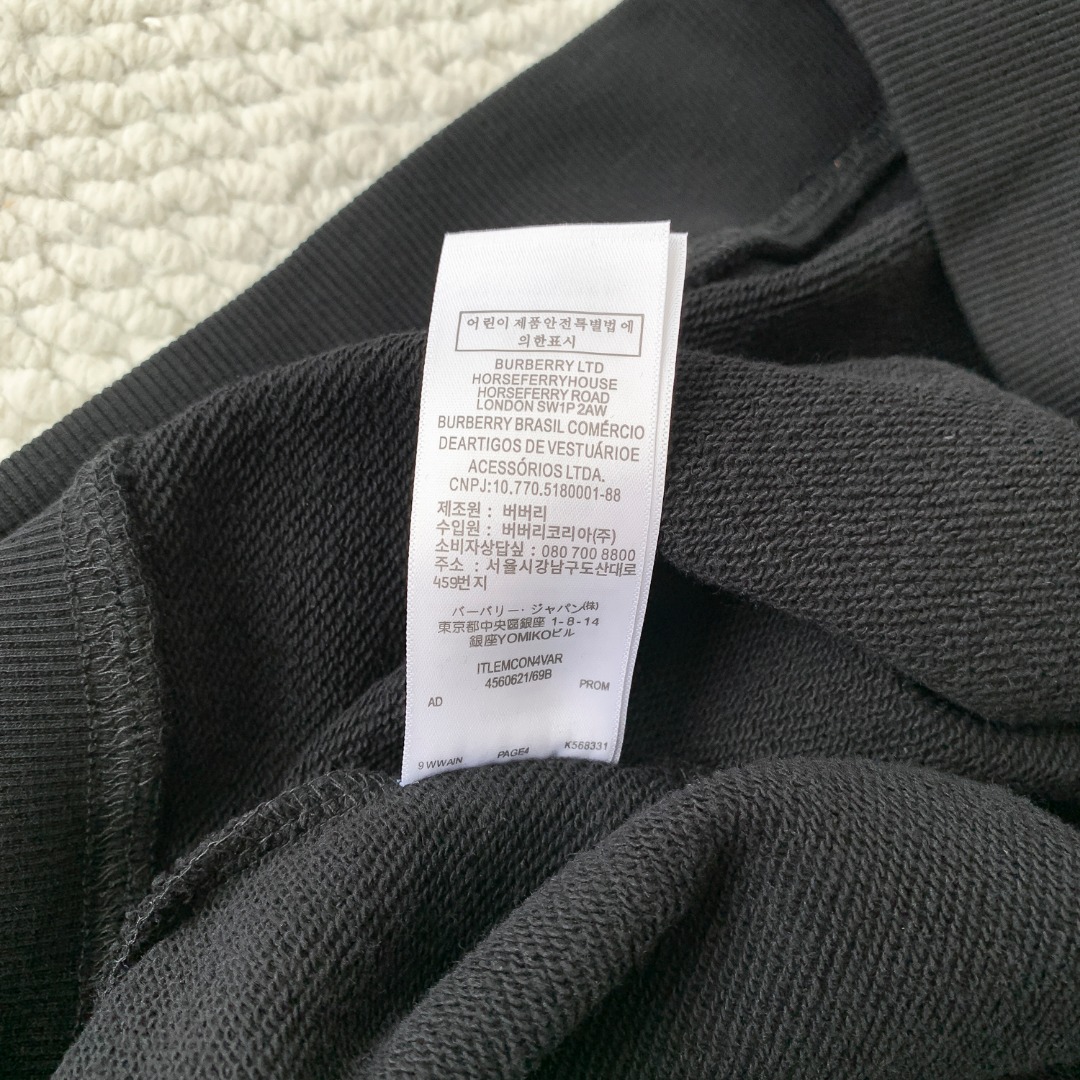 어린이제품안전특별법에
의한표시
BURBERRY LTD
HORSEFERRYHOUSE
HORSEFERRY ROAD
LONDON SW1P 2AW
BURBERRY BRASIL COMÉRCIO
DEARTIGOS DE VESTUÁRIOE
ACESSÓRIOS LTDA.
CNPJ:10.770.5180001-88
제조원 : 버버리
수입원 : 버버리코리아(주)
소비자상답싶 : 080 700 8800
주소 : 서울시강남구도산대로
459번지
バーバリー・ジャパン(株)
東京都中央區銀座 1-8-14
銀座YOMIKOビル
ITLEMCON4VAR
4560621/69B
AD PROM
9 WWAIN PAGE4 K568331